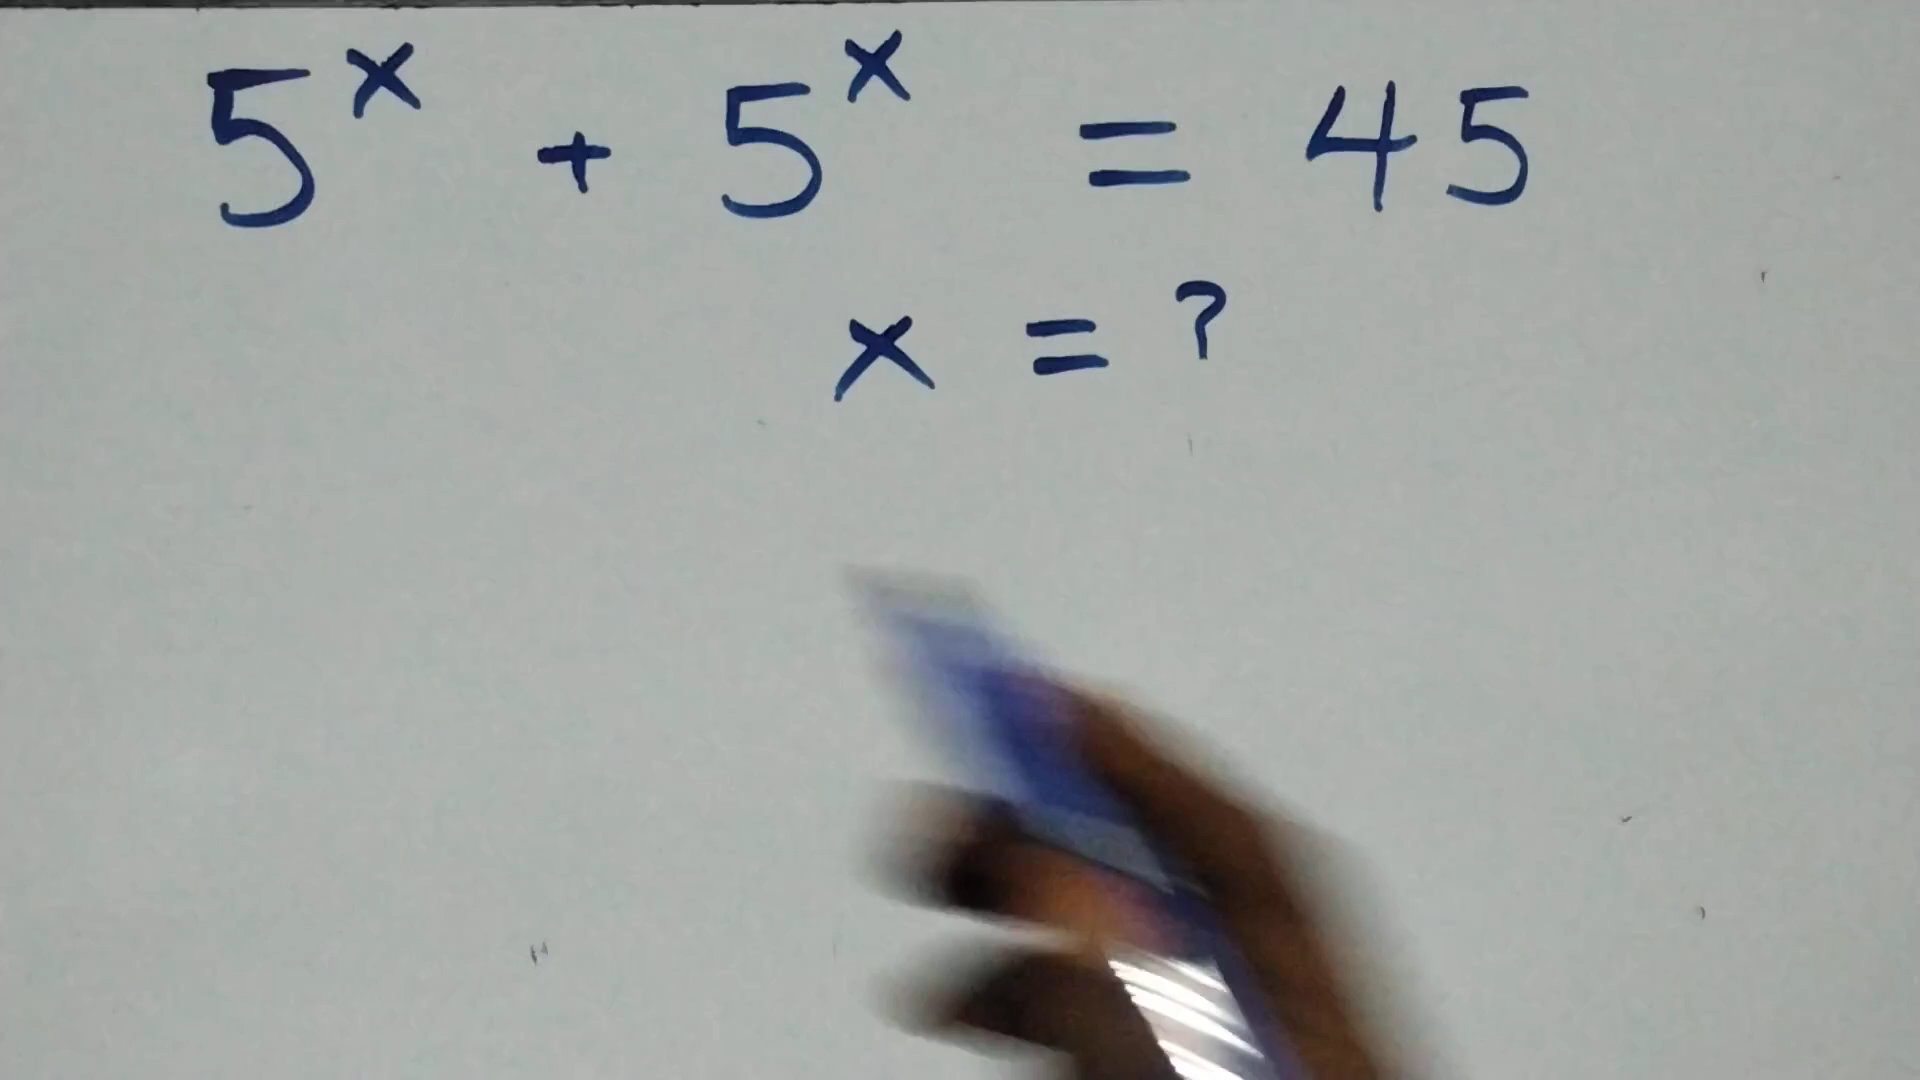 5^x + 5^x = 45
x = ?